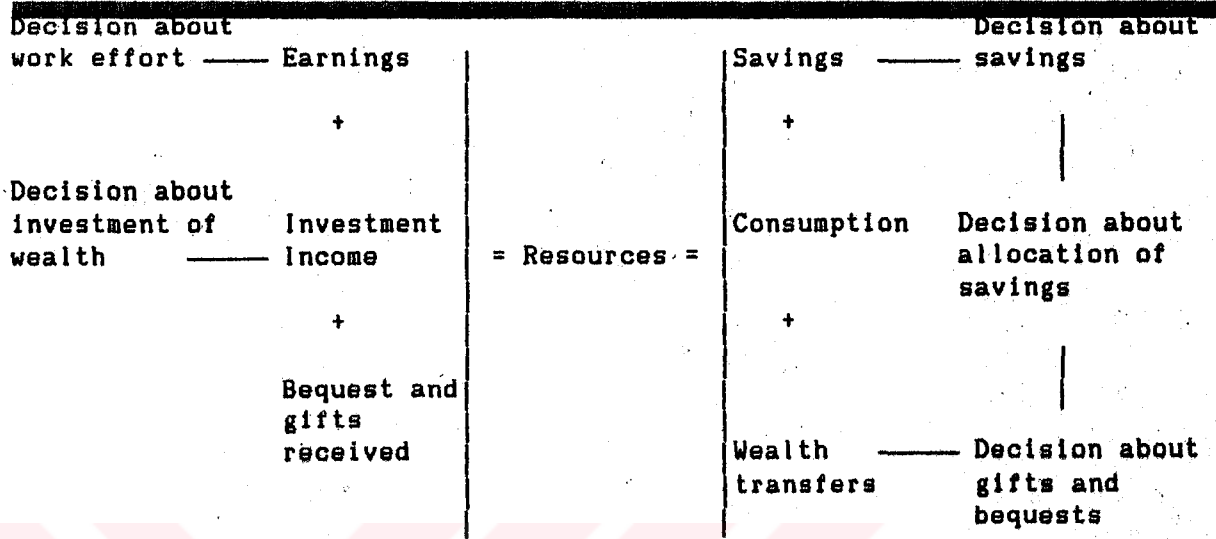 Decision about
work effort — Earnings
+
Decision about
investment of Investment
wealth — Income
+
Bequest and
gifts
received
= Resources =
Decision about
Savings — savings
+
Consumption Decision about
allocation of
savings
+
Wealth — Decision about
transfers gifts and
bequests